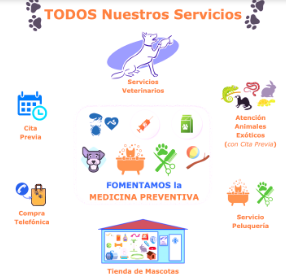 TODOS Nuestros Servicios
Servicios
Veterinarios
Cita
Previa
Atención
Animales
Exóticos
(con Cita Previa)
FOMENTAMOS la
MEDICINA PREVENTIVA
Compra
Telefónica
Servicio
Peluquería
Tienda de Mascotas